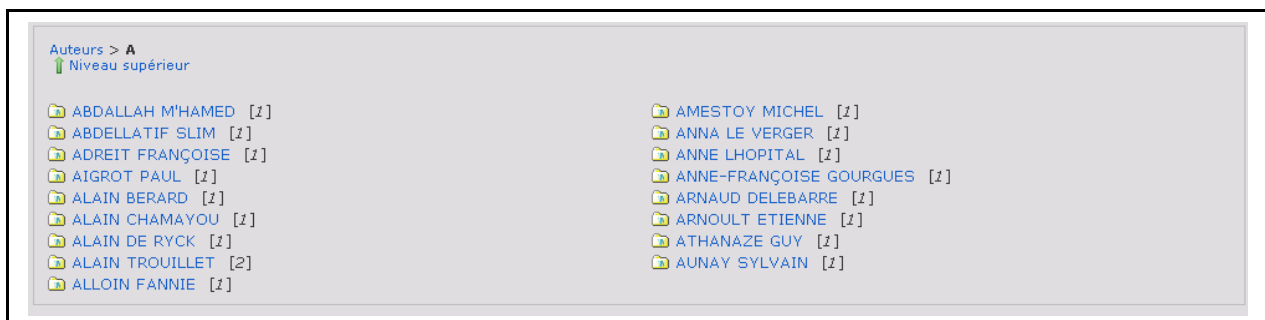 Auteurs > A
Niveau supérieur
ABDALLAH M'HAMED [1]
ABDELLATIF SLIM [1]
ADREIT FRANÇOISE [1]
AIGROT PAUL [1]
ALAIN BERARD [1]
ALAIN CHAMAYOU [1]
ALAIN DE RYCK [1]
ALAIN TROUILLET [2]
ALLOIN FANNIE [1]
AMESTOY MICHEL [1]
ANNA LE VERGER [1]
ANNE LHOPITAL [1]
ANNE-FRANÇOISE GOURGUES [1]
ARNAUD DELEBARRE [1]
ARNOULT ETIENNE [1]
ATHANAZE GUY [1]
AUNAY SYLVAIN [1]